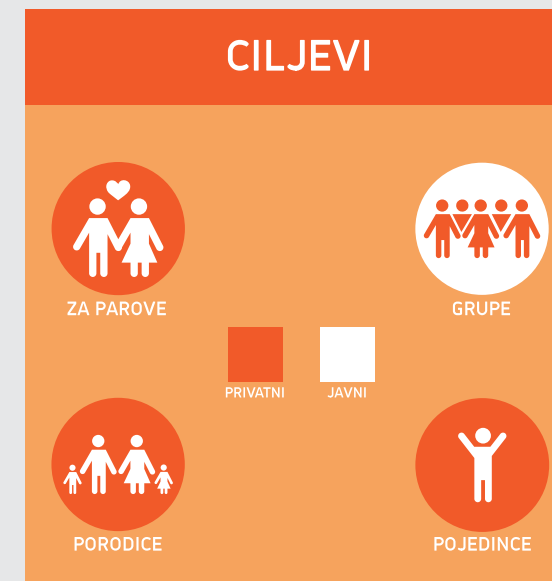 CILJEVI
ZA PAROVE
GRUPE
PRIVATNI
JAVNI
PORODICE
POJEDINCE